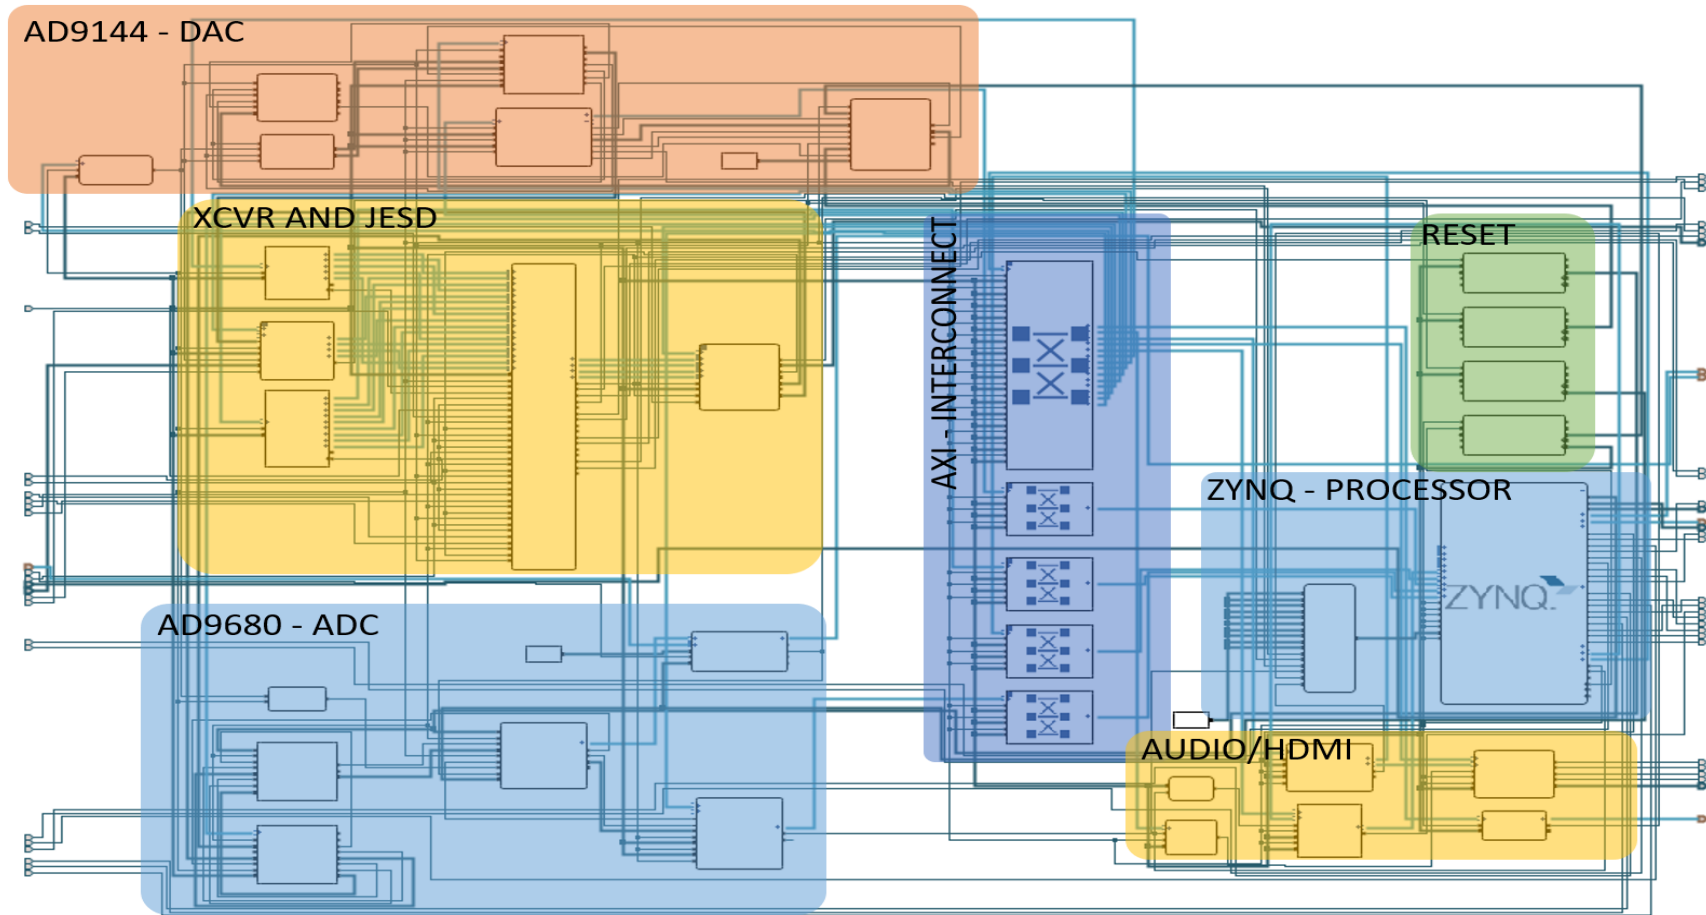 AD9144 - DAC
XCVR AND JESD
AXI - INTERCONNECT
RESET
ZYNQ - PROCESSOR
ZYNQ
AD9680 - ADC
AUDIO/HDMI